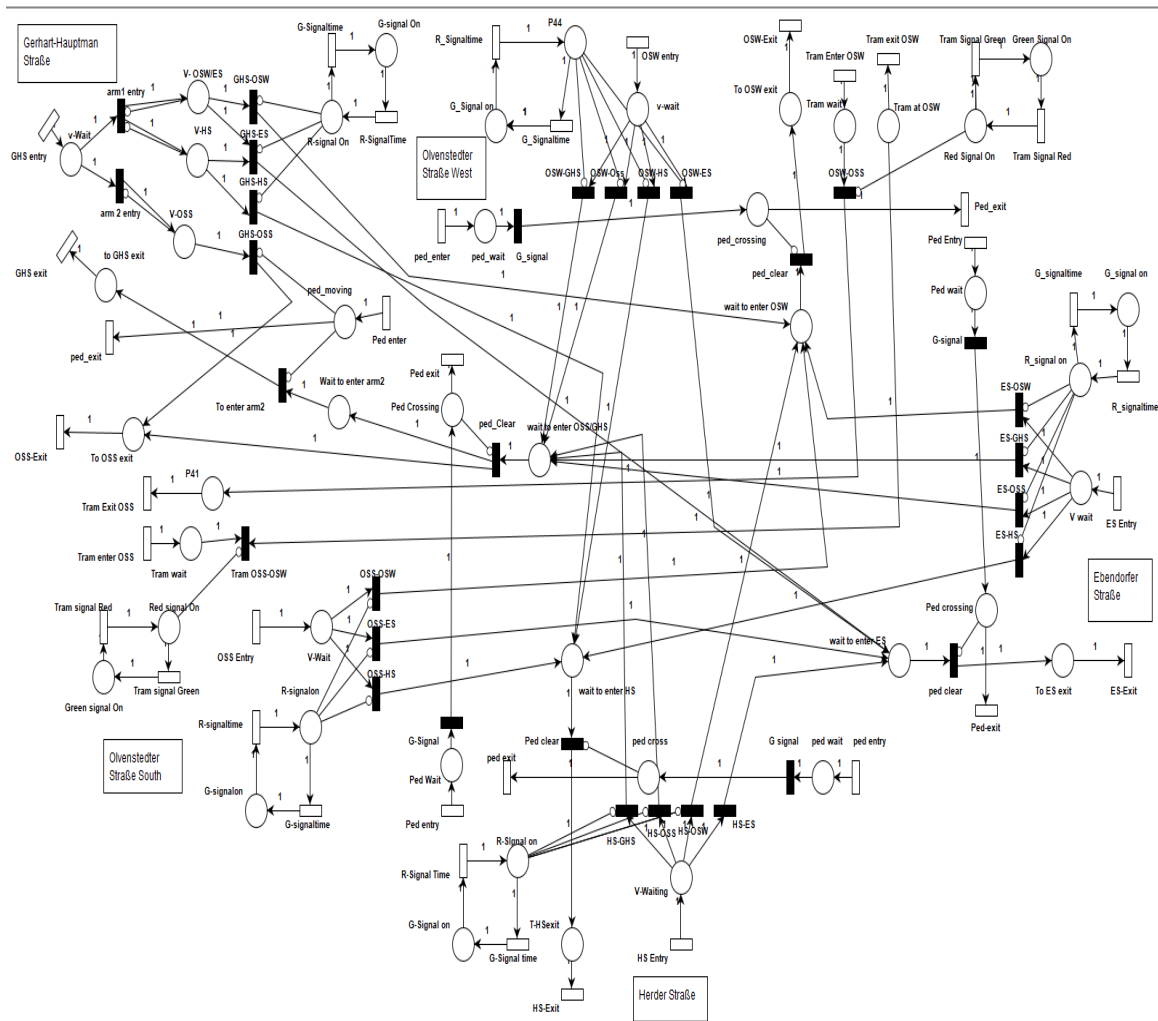 Gerhart-Hauptman
Straße
G-Signaltime
G-signal On
R-signal On
R-SignalTime
arm1 entry
V- OSW/ES
GHS-OSW
v-Wait
GHS entry
V-HS
GHS-ES
GHS-HS
arm 2 entry
V-OSS
GHS-OSS
GHS exit
to GHS exit
ped_moving
Ped enter
ped_exit
To enter arm2
Wait to enter arm2
OSS-Exit
To OSS exit
Ped exit
Ped Crossing
ped_Clear
wait to enter OSS/GHS
R_Signaltime
P44
OSW entry
G_Signal on
G_Signaltime
v-wait
Olvenstedter
Straße West
OSW-GHS
OSW-Oss
OSW-HS
OSW-ES
ped_enter
ped_wait
G_signal
ped_crossing
Ped_exit
ped_clear
wait to enter OSW
OSW-Exit
To OSW exit
Tram Enter OSW
Tram wait
Tram exit OSW
Tram at OSW
OSW-OSS
Tram Signal Green
Green Signal On
Red Signal On
Tram Signal Red
Ped Entry
Ped wait
G-signal
G_signaltime
G_signal on
R_signal on
R_signaltime
ES-OSW
ES-GHS
ES-OSS
ES-HS
V wait
ES Entry
Ebendorfer
Straße
P41
Tram Exit OSS
Tram enter OSS
Tram wait
Tram OSS-OSW
Tram signal Red
Red signal On
Green signal On
Tram signal Green
OSS Entry
V-Wait
OSS-OSW
OSS-ES
OSS-HS
R-signalon
R-signaltime
G-signalon
G-signaltime
Olvenstedter
Straße South
G-Signal
Ped Wait
Ped entry
wait to enter HS
wait to enter ES
Ped crossing
ped clear
Ped-exit
To ES exit
ES-Exit
Ped clear
ped cross
ped exit
G signal
ped wait
ped entry
HS-GHS
HS-OSS
HS-OSW
HS-ES
R-Signal on
R-Signal Time
G-Signal on
G-Signal time
T-HSexit
HS-Exit
V-Waiting
HS Entry
Herder Straße